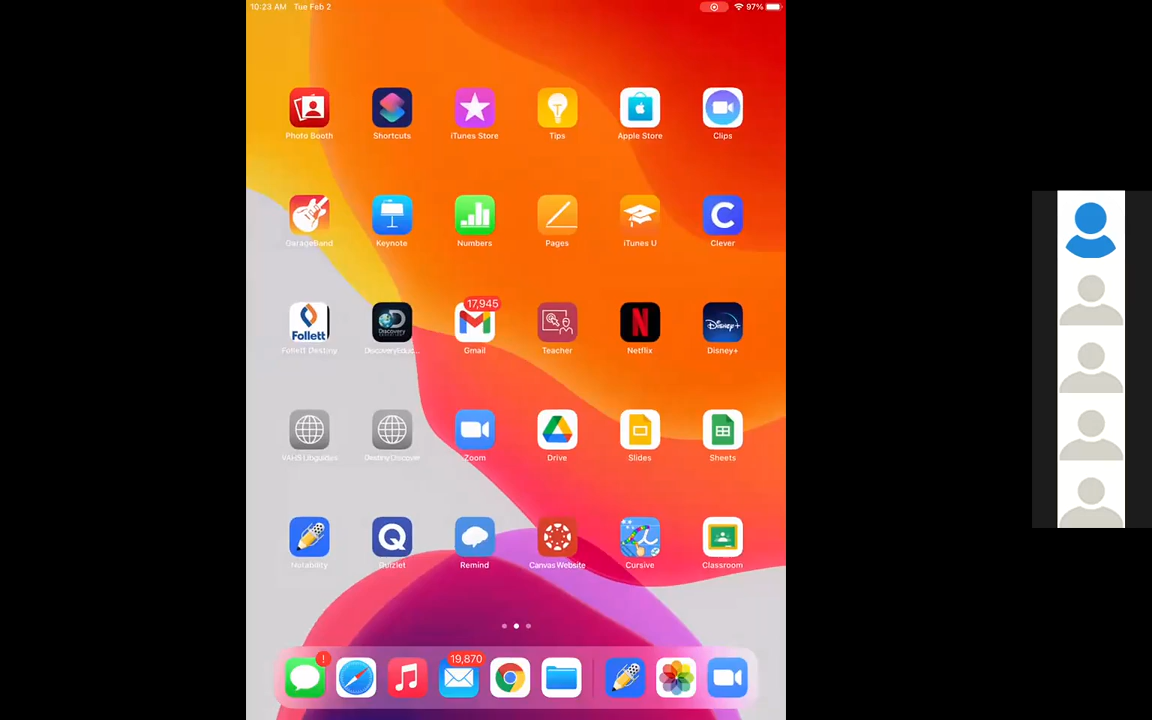 10:23 AM Tue Feb 2 97%
Photo Booth Shortcuts iTunes Store Tips Apple Store Clips
GarageBand Keynote Numbers Pages iTunes U Clever
Follett
17,945
Follett Destiny DiscoveryEduc... Gmail Teacher Netflix Disney+
VAHS Libguides Destiny Discover Zoom Drive Slides Sheets
Notability Quizlet Remind Canvas Website Cursive Classroom
! 19,870